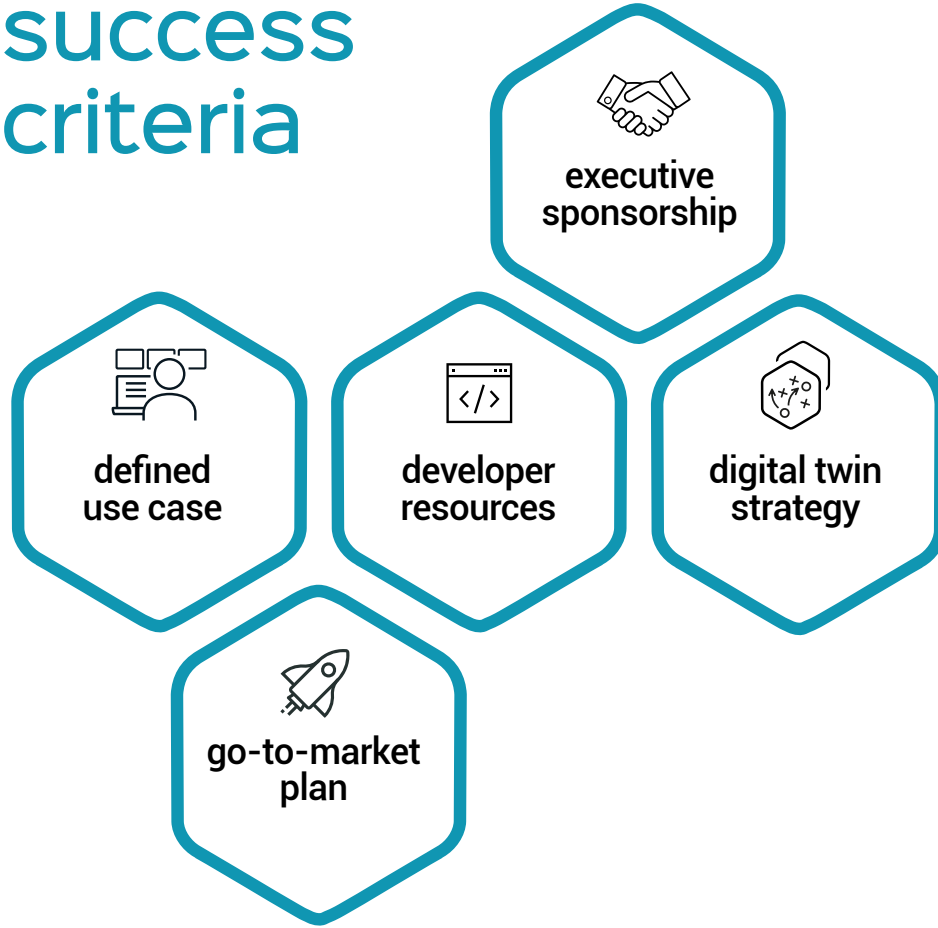 success
criteria
executive
sponsorship
defined
use case
developer
resources
digital twin
strategy
go-to-market
plan